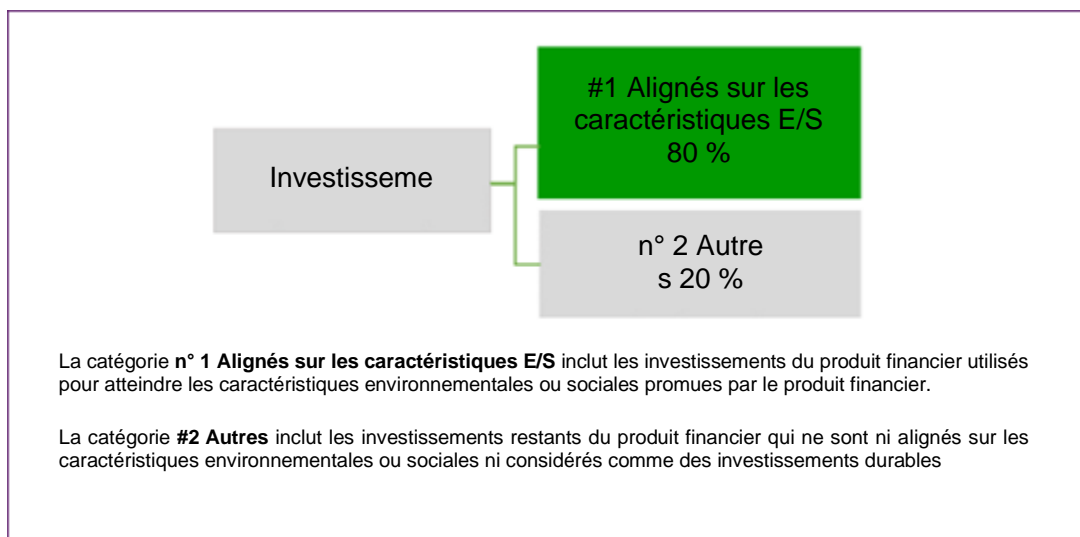 #1 Alignés sur les
caractéristiques E/S
80 %
Investisseme
n° 2 Autre
s 20 %
La catégorie n° 1 Alignés sur les caractéristiques E/S inclut les investissements du produit financier utilisés
pour atteindre les caractéristiques environnementales ou sociales promues par le produit financier.
La catégorie #2 Autres inclut les investissements restants du produit financier qui ne sont ni alignés sur les
caractéristiques environnementales ou sociales ni considérés comme des investissements durables